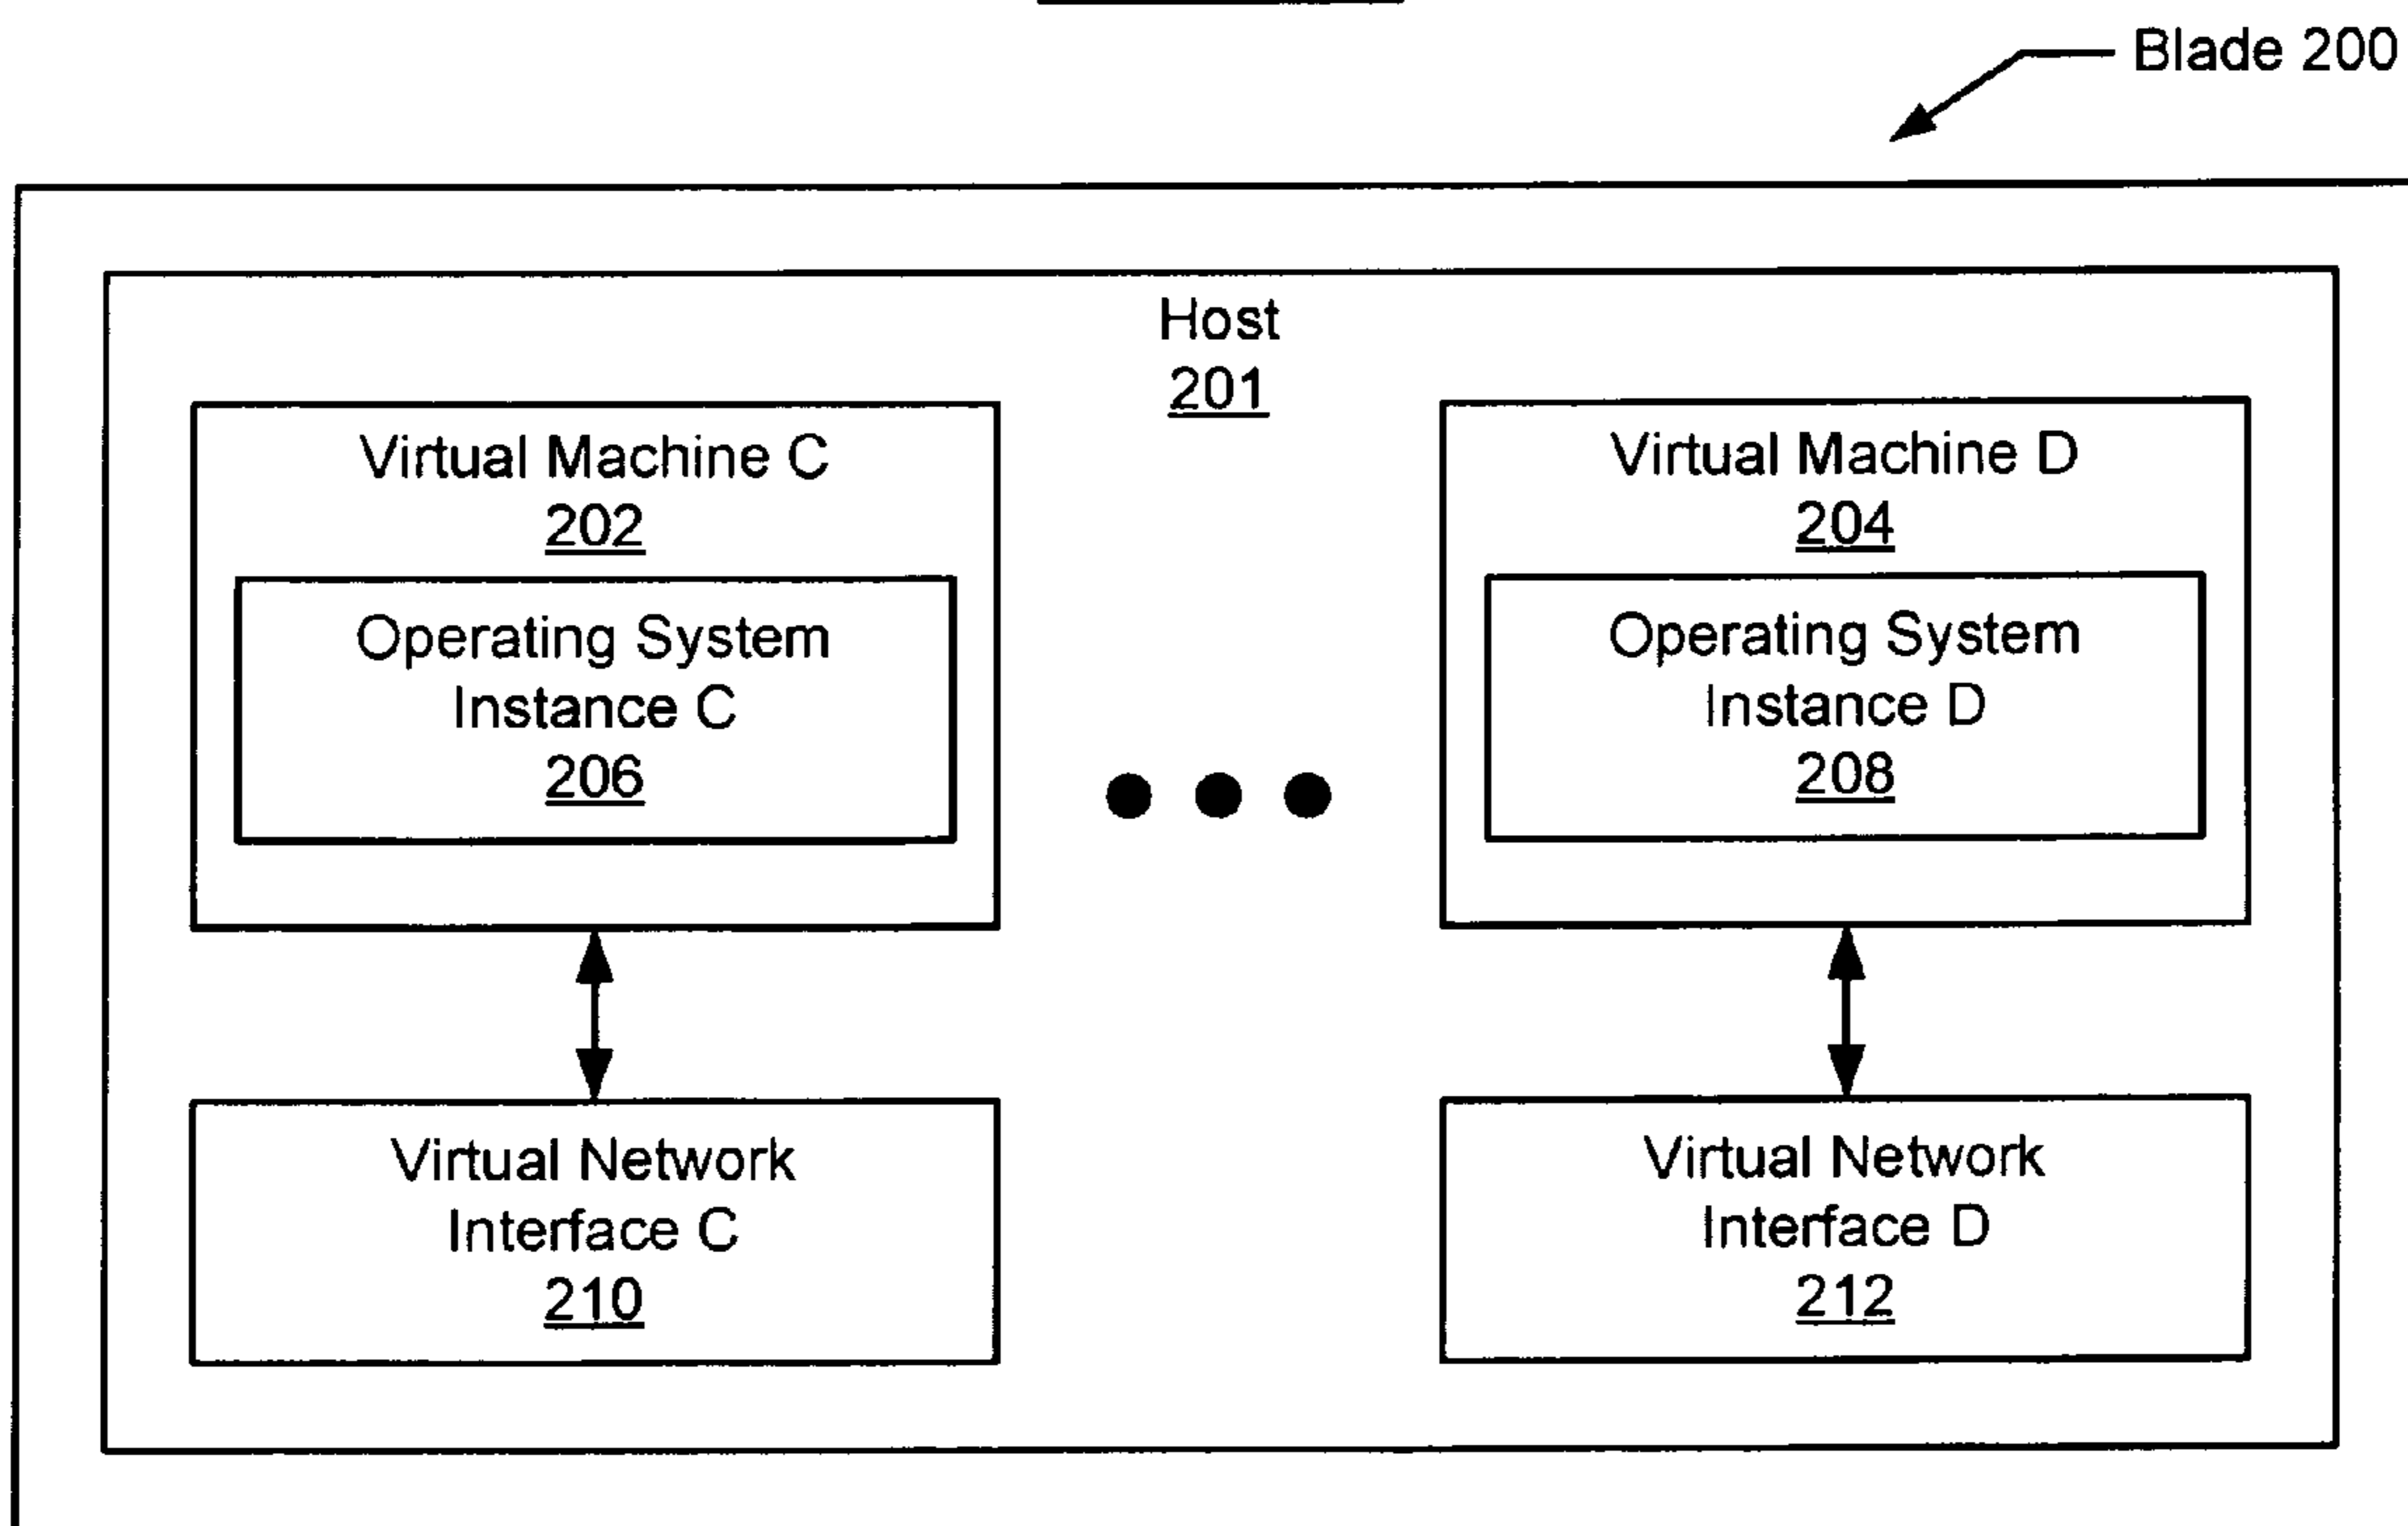 Blade 200
Host
201
Virtual Machine C
202
Operating System
Instance C
206
Virtual Machine D
204
Operating System
Instance D
208
Virtual Network
Interface C
210
Virtual Network
Interface D
212